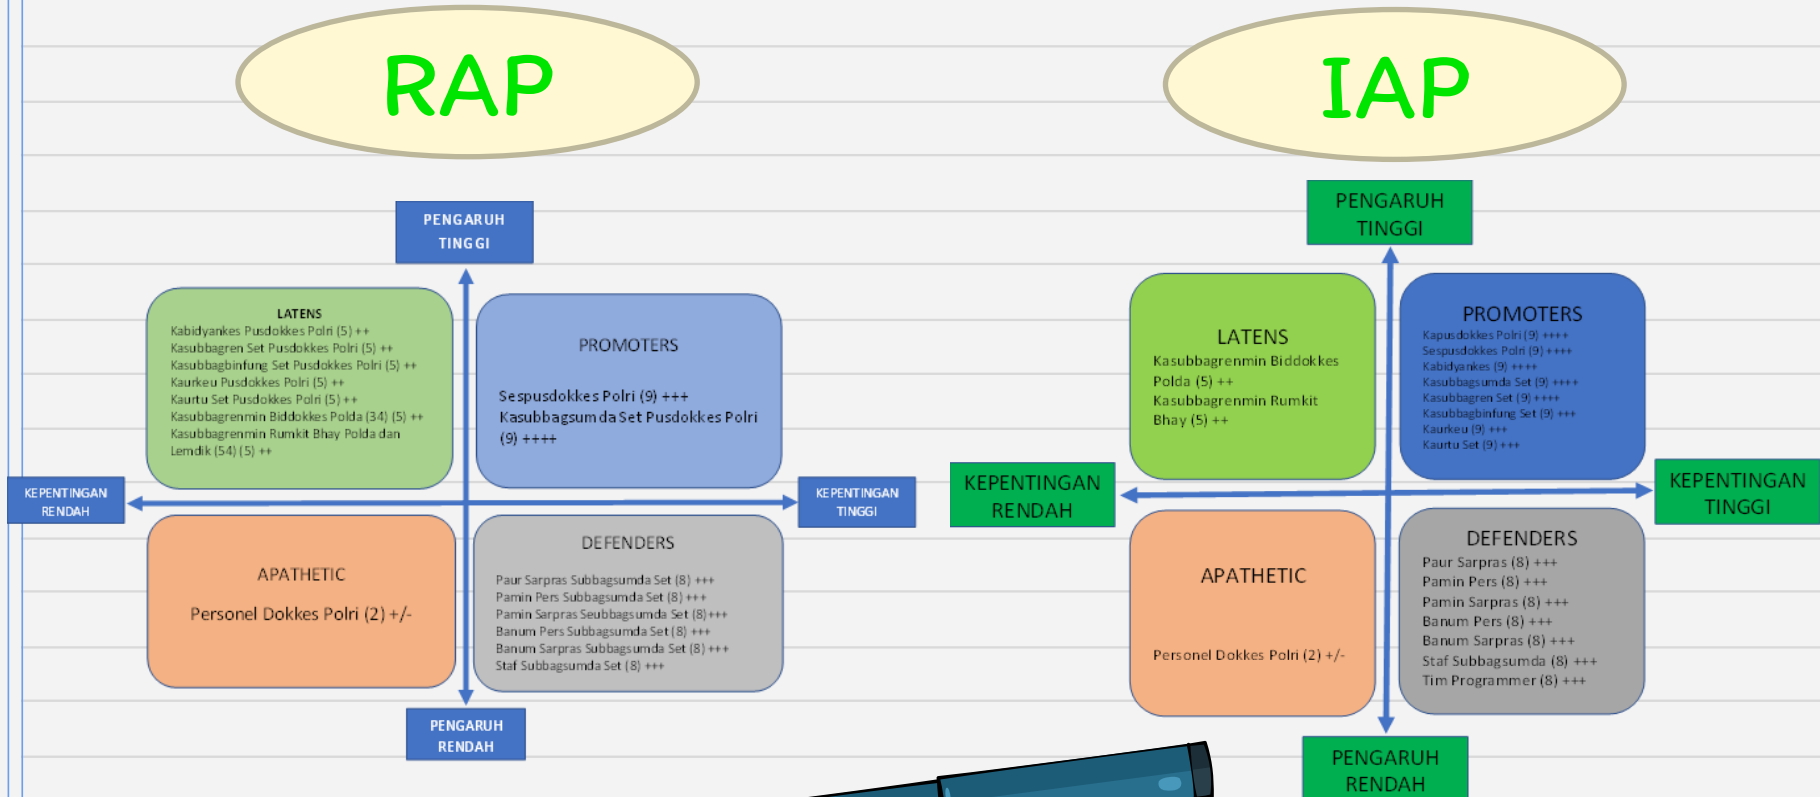 RAP
PENGARUH
TINGGI
LATENS
Kabidyankes Pusdokkes Polri (5) ++
Kasubbagren Set Pusdokkes Polri (5) ++
Kasubbagbinfung Set Pusdokkes Polri (5) ++
Kaurkeu Pusdokkes Polri (5) ++
Kaurtu Set Pusdokkes Polri (5) ++
Kasubbagrenmin Biddokkes Polda (34) (5) ++
Kasubbagrenmin Rumkit Bhay Polda dan
Lemdik (54) (5) ++
PROMOTERS
Sespusdokkes Polri (9) +++
Kasubbagsumda Set Pusdokkes Polri
(9) ++++
KEPENTINGAN
RENDAH
KEPENTINGAN
TINGGI
APATHETIC
Personel Dokkes Polri (2) +/-
DEFENDERS
Paur Sarpras Subbagsumda Set (8) +++
Pamin Pers Subbagsumda Set (8) +++
Pamin Sarpras Seubbagsumda Set (8)+++
Banum Pers Subbagsumda Set (8) +++
Banum Sarpras Subbagsumda Set (8) +++
Staf Subbagsumda Set (8) +++
PENGARUH
RENDAH
IAP
PENGARUH
TINGGI
LATENS
Kasubbagrenmin Biddokkes
Polda (5) ++
Kasubbagrenmin Rumkit
Bhay (5) ++
PROMOTERS
Kapusdokkes Polri (9) ++++
Sespusdokkes Polri (9) ++++
Kabidyankes (9) ++++
Kasubbagsumda Set (9) ++++
Kasubbagren Set (9) ++++
Kasubbagbinfung Set (9) +++
Kaurkeu (9) +++
Kaurtu Set (9) +++
KEPENTINGAN
RENDAH
KEPENTINGAN
TINGGI
APATHETIC
Personel Dokkes Polri (2) +/-
DEFENDERS
Paur Sarpras (8) +++
Pamin Pers (8) +++
Pamin Sarpras (8) +++
Banum Pers (8) +++
Banum Sarpras (8) +++
Staf Subbagsumda (8) +++
Tim Programmer (8) +++
PENGARUH
RENDAH